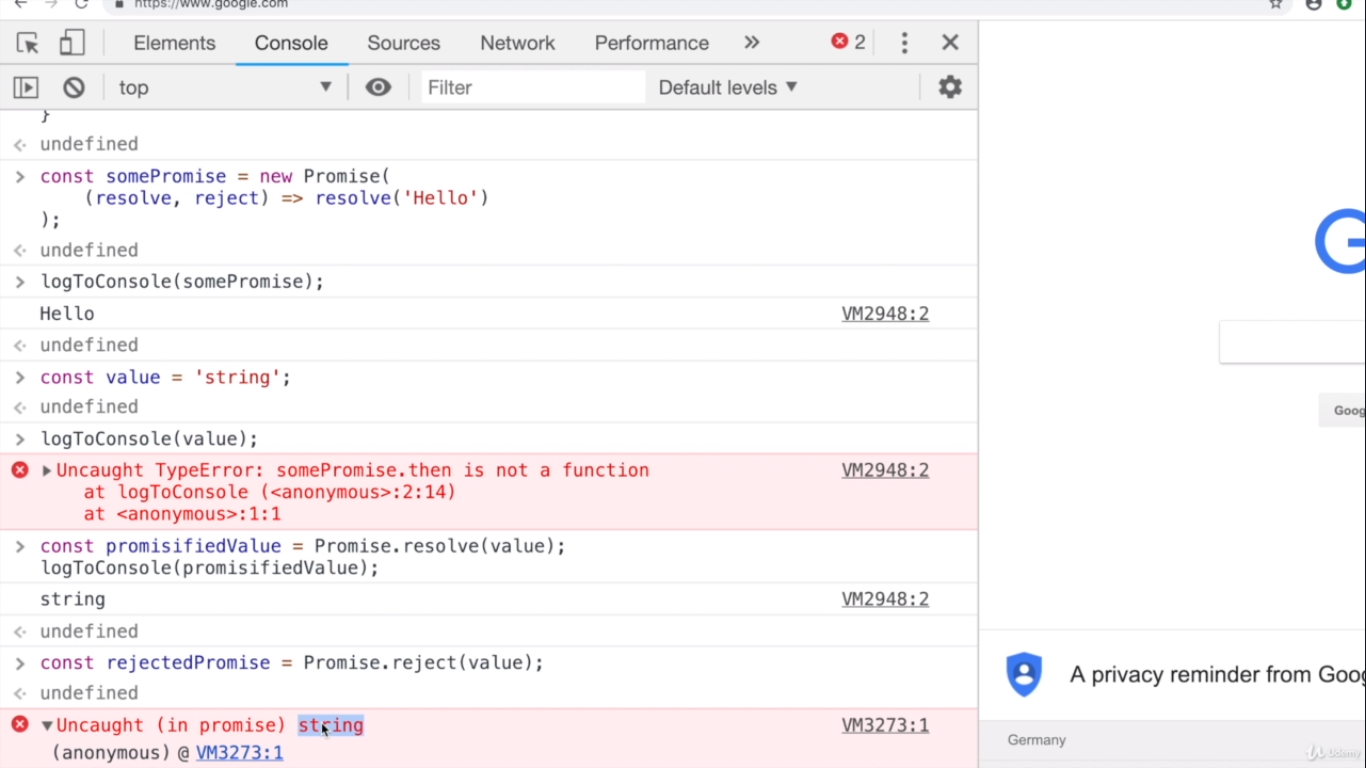 https://www.google.com
Elements Console Sources Network Performance » 2
top Filter Default levels
}
undefined
const somePromise = new Promise(
(resolve, reject) => resolve('Hello')
);
undefined
logToConsole(somePromise);
Hello VM2948:2
undefined
const value = 'string';
undefined
logToConsole(value);
Uncaught TypeError: somePromise.then is not a function VM2948:2
at logToConsole (<anonymous>:2:14)
at <anonymous>:1:1
const promisifiedValue = Promise.resolve(value);
logToConsole(promisifiedValue);
string VM2948:2
undefined
const rejectedPromise = Promise.reject(value);
undefined
Uncaught (in promise) string VM3273:1
(anonymous) @ VM3273:1
G
Goog
A privacy reminder from Goog
Germany
Udemy